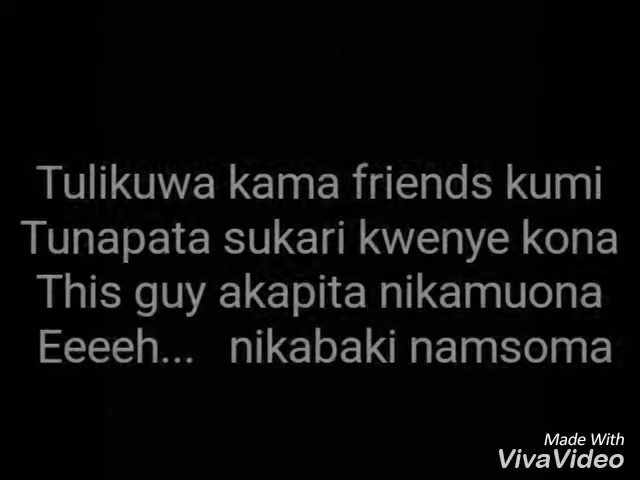 Tulikuwa kama friends kumi
Tunapata sukari kwenye kona
This guy akapita nikamuona
Eeeeh... nikabaki namsoma
Made With
VivaVideo